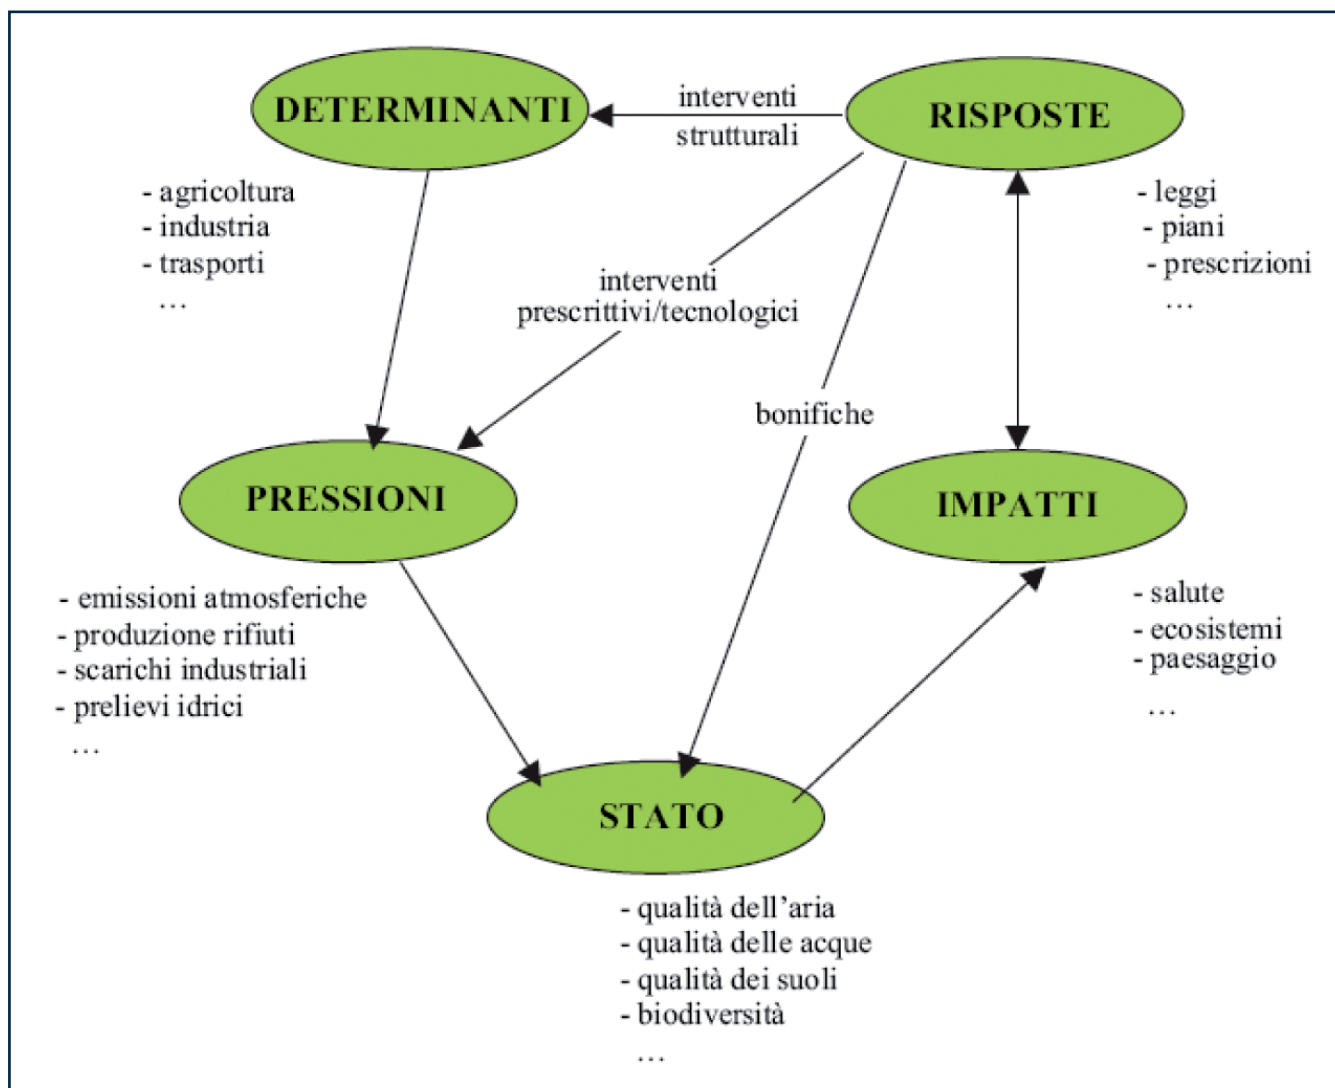 DETERMINANTI
- agricoltura
- industria
- trasporti
…
interventi
strutturali
RISPOSTE
- leggi
- piani
- prescrizioni
…
interventi
prescrittivi/tecnologici
bonifiche
PRESSIONI
- emissioni atmosferiche
- produzione rifiuti
- scarichi industriali
- prelievi idrici
…
IMPATTI
- salute
- ecosistemi
- paesaggio
…
STATO
- qualità dell’aria
- qualità delle acque
- qualità dei suoli
- biodiversità
…